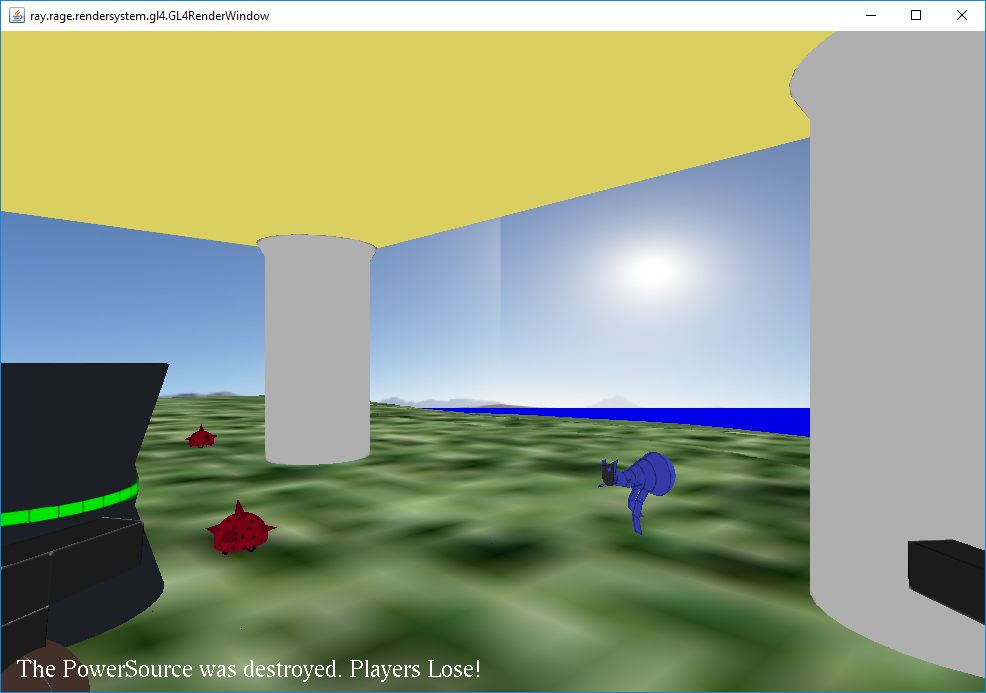 ray.rage.rendersystem.gl4.GL4RenderWindow
The PowerSource was destroyed. Players Lose!